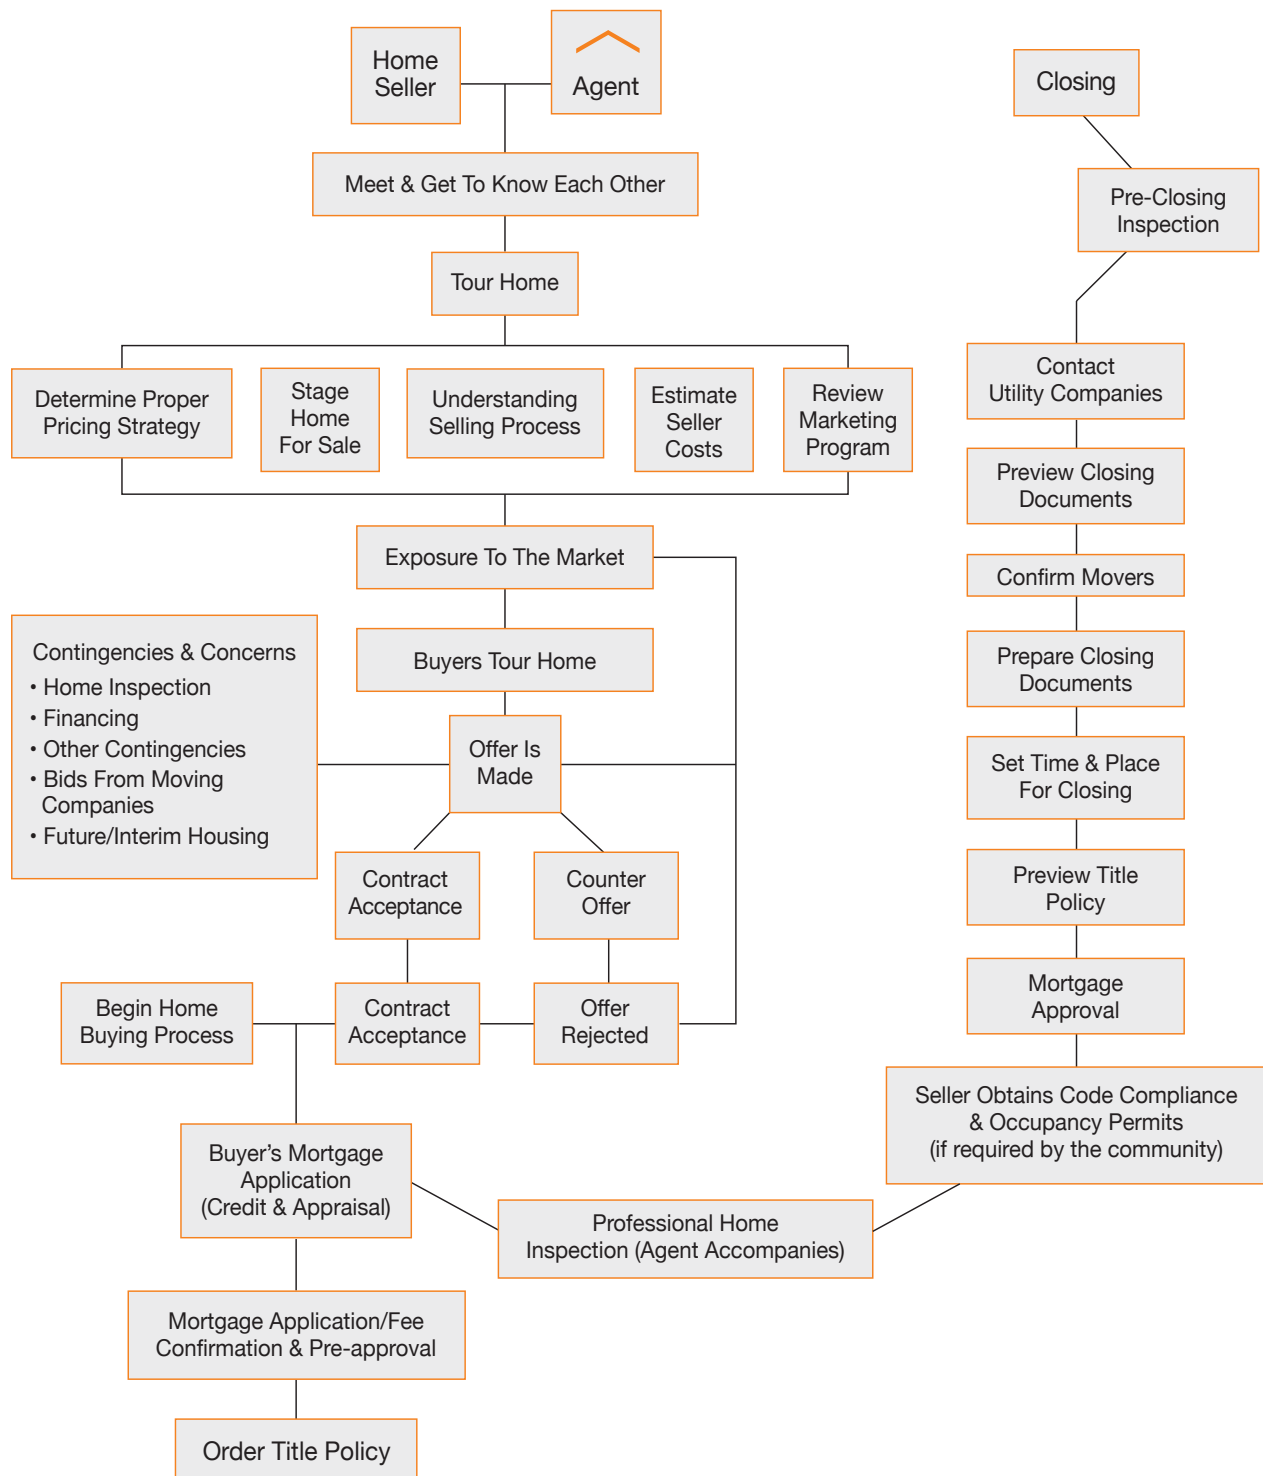 Home
Seller
Agent
Meet & Get To Know Each Other
Tour Home
Determine Proper
Pricing Strategy
Stage
Home
For Sale
Understanding
Selling Process
Estimate
Seller
Costs
Review
Marketing
Program
Exposure To The Market
Buyers Tour Home
Contingencies & Concerns
• Home Inspection
• Financing
• Other Contingencies
• Bids From Moving
Companies
• Future/Interim Housing
Offer Is
Made
Contract
Acceptance
Counter
Offer
Begin Home
Buying Process
Contract
Acceptance
Offer
Rejected
Buyer’s Mortgage
Application
(Credit & Appraisal)
Mortgage Application/Fee
Confirmation & Pre-approval
Order Title Policy
Professional Home
Inspection (Agent Accompanies)
Closing
Pre-Closing
Inspection
Contact
Utility Companies
Preview Closing
Documents
Confirm Movers
Prepare Closing
Documents
Set Time & Place
For Closing
Preview Title
Policy
Mortgage
Approval
Seller Obtains Code Compliance
& Occupancy Permits
(if required by the community)